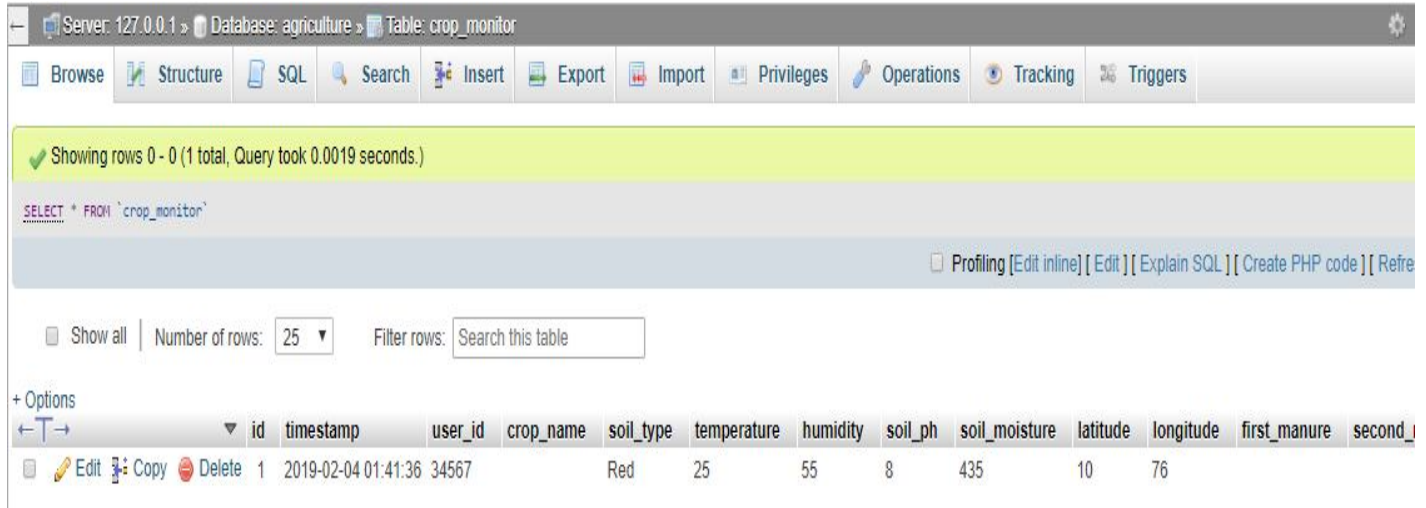 Server: 127.0.0.1 » Database: agriculture » Table: crop_monitor
Browse Structure SQL Search Insert Export Import Privileges Operations Tracking Triggers
Showing rows 0 - 0 (1 total, Query took 0.0019 seconds.)
SELECT * FROM `crop_monitor`
Profiling [Edit inline] [ Edit ] [ Explain SQL ] [ Create PHP code ] [ Refre
Show all Number of rows: 25 Filter rows: Search this table
+ Options
id timestamp user_id crop_name soil_type temperature humidity soil_ph soil_moisture latitude longitude first_manure second_
Edit Copy Delete 1 2019-02-04 01:41:36 34567 Red 25 55 8 435 10 76